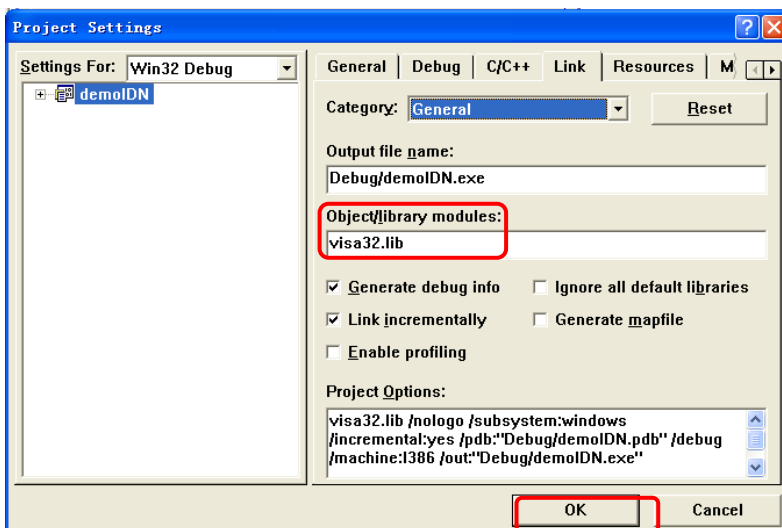 Project Settings
Settings For: Win32 Debug
demoIDN
General Debug C/C++ Link Resources M
Category: General Reset
Output file name:
Debug/demoIDN.exe
Object/library modules:
visa32.lib
Generate debug info Ignore all default libraries
Link incrementally Generate mapfile
Enable profiling
Project Options:
visa32.lib /nologo /subsystem:windows
/incremental:yes /pdb:"Debug/demoIDN.pdb" /debug
/machine:I386 /out:"Debug/demoIDN.exe"
OK Cancel